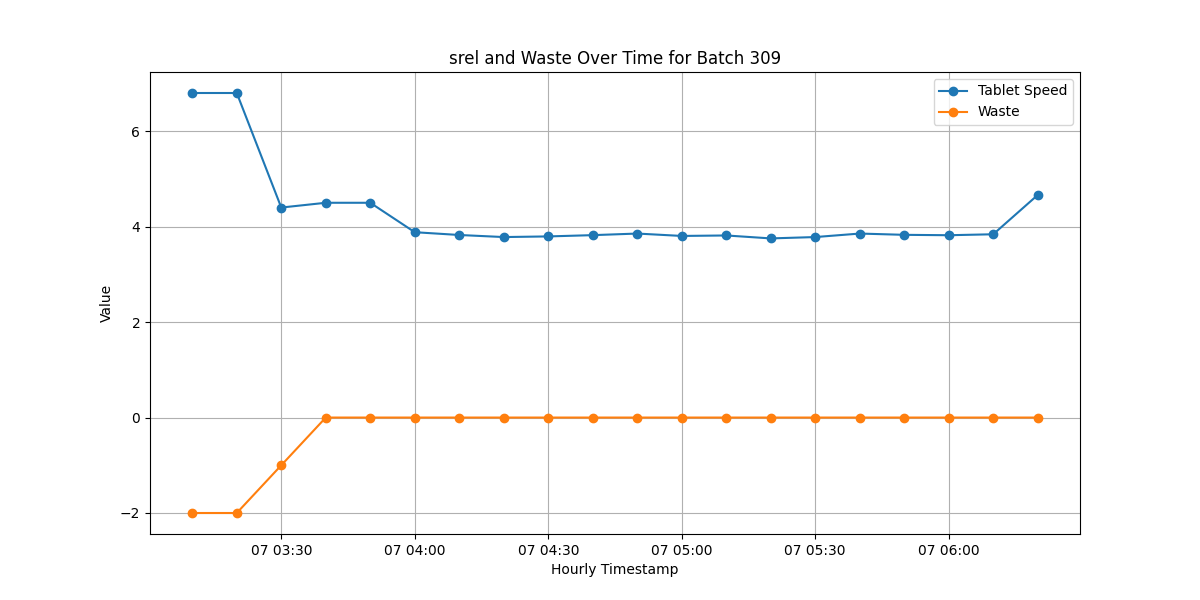 srel and Waste Over Time for Batch 309
Tablet Speed
Waste
6
4
2
0
−2
Value
07 03:30 07 04:00 07 04:30 07 05:00 07 05:30 07 06:00
Hourly Timestamp